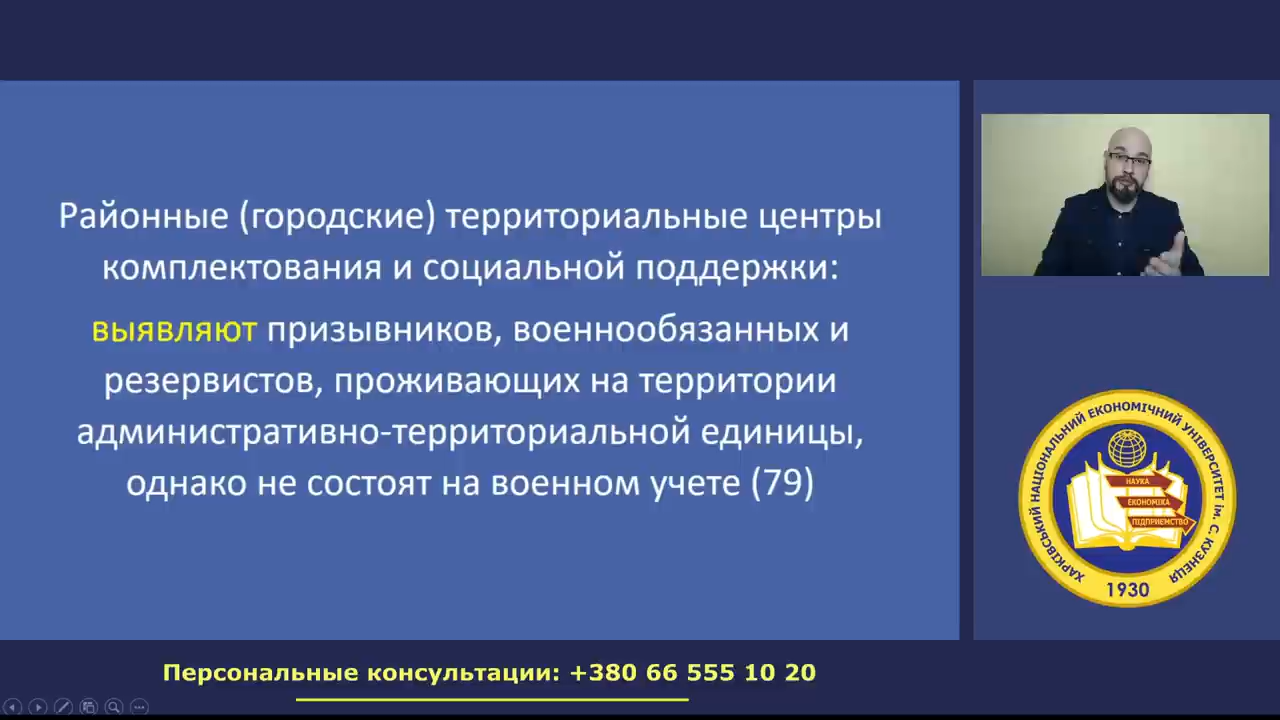 Районные (городские) территориальные центры
комплектования и социальной поддержки:
выявляют призывников, военнообязанных и
резервистов, проживающих на территории
административно-территориальной единицы,
однако не состоят на военном учете (79)
ХАРКІВСЬКИЙ НАЦІОНАЛЬНИЙ ЕКОНОМІЧНИЙ УНІВЕРСИТЕТ ім. С. КУЗНЕЦЯ
НАУКА
ЕКОНОМІКА
ПІДПРИЄМСТВО
1930
Персональные консультации: +380 66 555 10 20